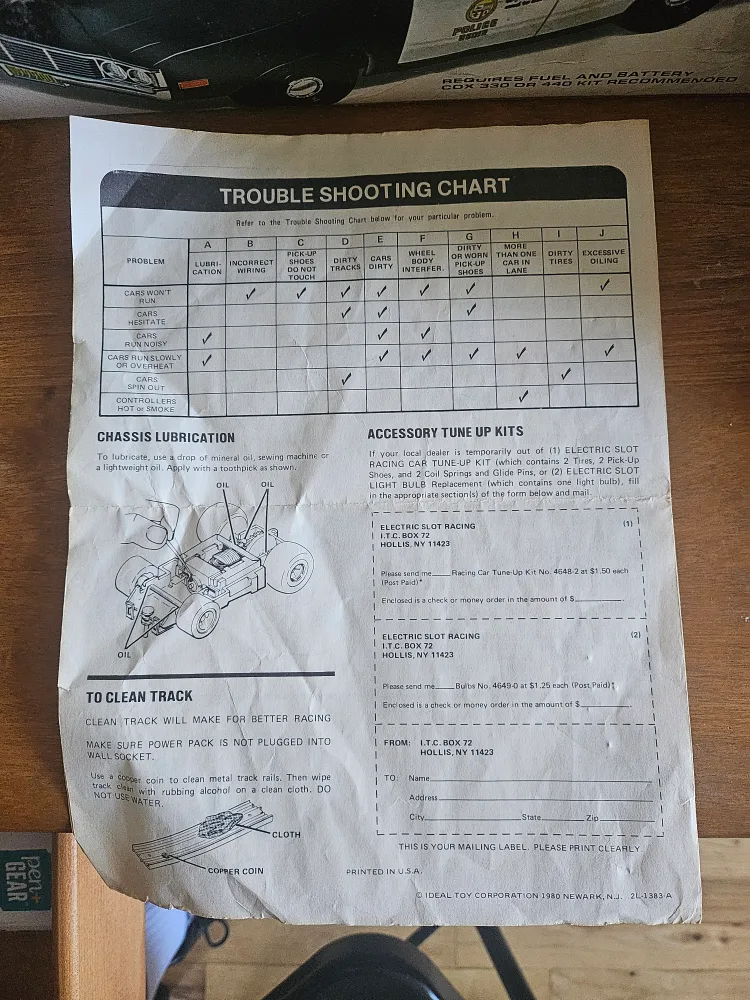 POLICE
REQUIRES FUEL AND BATTERY
COX 330 OR 440 KIT RECOMMENDED
TROUBLE SHOOTING CHART
Refer to the Trouble Shooting Chart below for your particular problem.
PROBLEM
A
LUBRI-
CATION
B
INCORRECT
WIRING
C
PICK-UP
SHOES
DO NOT
TOUCH
D
DIRTY
TRACKS
E
CARS
DIRTY
F
WHEEL
BODY
INTERFER.
G
DIRTY
OR WORN
PICK-UP
SHOES
H
MORE
THAN ONE
CAR IN
LANE
I
DIRTY
TIRES
J
EXCESSIVE
OILING
CARS WON'T
RUN
✓ ✓ ✓ ✓ ✓ ✓ ✓
CARS
HESITATE
✓ ✓ ✓
CARS
RUN NOISY
✓ ✓ ✓
CARS RUN SLOWLY
OR OVERHEAT
✓ ✓ ✓ ✓ ✓ ✓
CARS
SPIN OUT
✓ ✓
CONTROLLERS
HOT or SMOKE
✓
CHASSIS LUBRICATION
To lubricate, use a drop of mineral oil, sewing machine or
a lightweight oil. Apply with a toothpick as shown.
OIL OIL
OIL
TO CLEAN TRACK
CLEAN TRACK WILL MAKE FOR BETTER RACING
MAKE SURE POWER PACK IS NOT PLUGGED INTO
WALL SOCKET.
Use a copper coin to clean metal track rails. Then wipe
track clean with rubbing alcohol on a clean cloth. DO
NOT USE WATER.
CLOTH
COPPER COIN
ACCESSORY TUNE UP KITS
If your local dealer is temporarily out of (1) ELECTRIC SLOT
RACING CAR TUNE-UP KIT (which contains 2 Tires, 2 Pick-Up
Shoes, and 2 Coil Springs and Glide Pins, or (2) ELECTRIC SLOT
LIGHT BULB Replacement (which contains one light bulb), fill
in the appropriate section(s) of the form below and mail.
ELECTRIC SLOT RACING (1)
I.T.C. BOX 72
HOLLIS, NY 11423
Please send me____Racing Car Tune-Up Kit No. 4648-2 at $1.50 each
(Post Paid)*
Enclosed is a check or money order in the amount of $__________.
ELECTRIC SLOT RACING (2)
I.T.C. BOX 72
HOLLIS, NY 11423
Please send me____Bulbs No. 4649-0 at $1.25 each (Post Paid)*
Enclosed is a check or money order in the amount of $__________
FROM: I.T.C. BOX 72
HOLLIS, NY 11423
TO: Name__________
Address__________
City__________State__________Zip__________
THIS IS YOUR MAILING LABEL. PLEASE PRINT CLEARLY.
PRINTED IN U.S.A.
© IDEAL TOY CORPORATION 1980 NEWARK, N.J. 2L-1383-A
pen+
GEAR